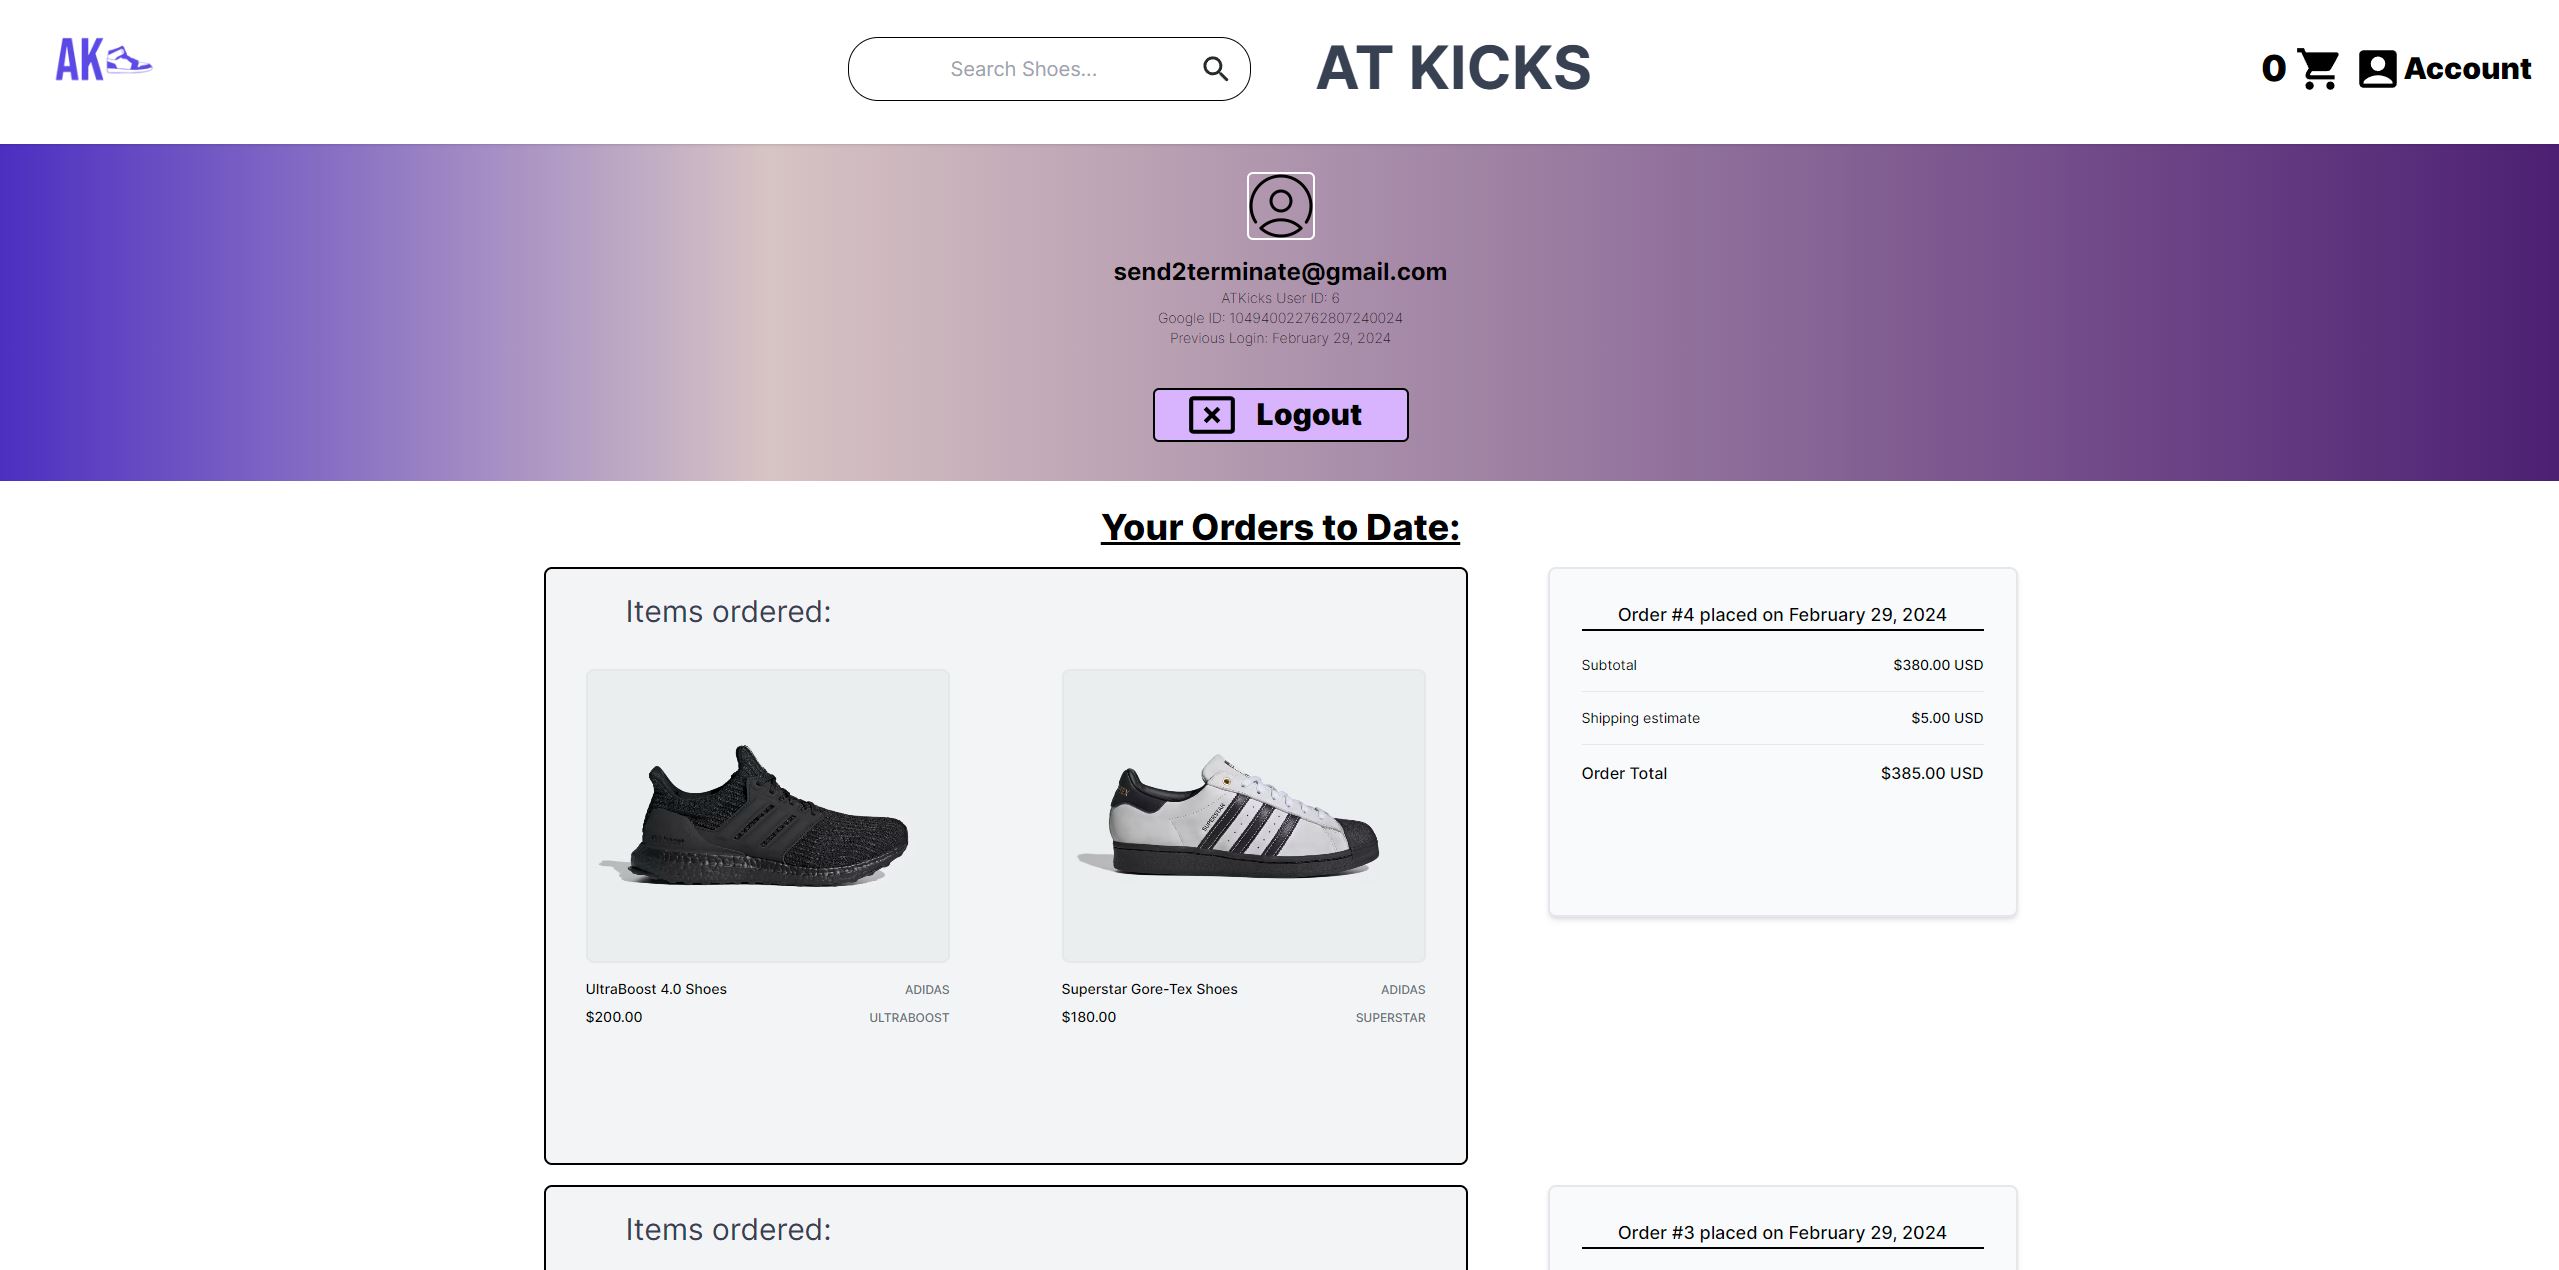 AK
Search Shoes...
AT KICKS
0
Account
send2terminate@gmail.com
ATKicks User ID: 6
Google ID: 104940022762807240024
Previous Login: February 29, 2024
Logout
Your Orders to Date:
Items ordered:
UltraBoost 4.0 Shoes
ADIDAS
$200.00
ULTRABOOST
SUPERSTAR
Superstar Gore-Tex Shoes
ADIDAS
$180.00
SUPERSTAR
Order #4 placed on February 29, 2024
Subtotal
$380.00 USD
Shipping estimate
$5.00 USD
Order Total
$385.00 USD
Items ordered:
Order #3 placed on February 29, 2024